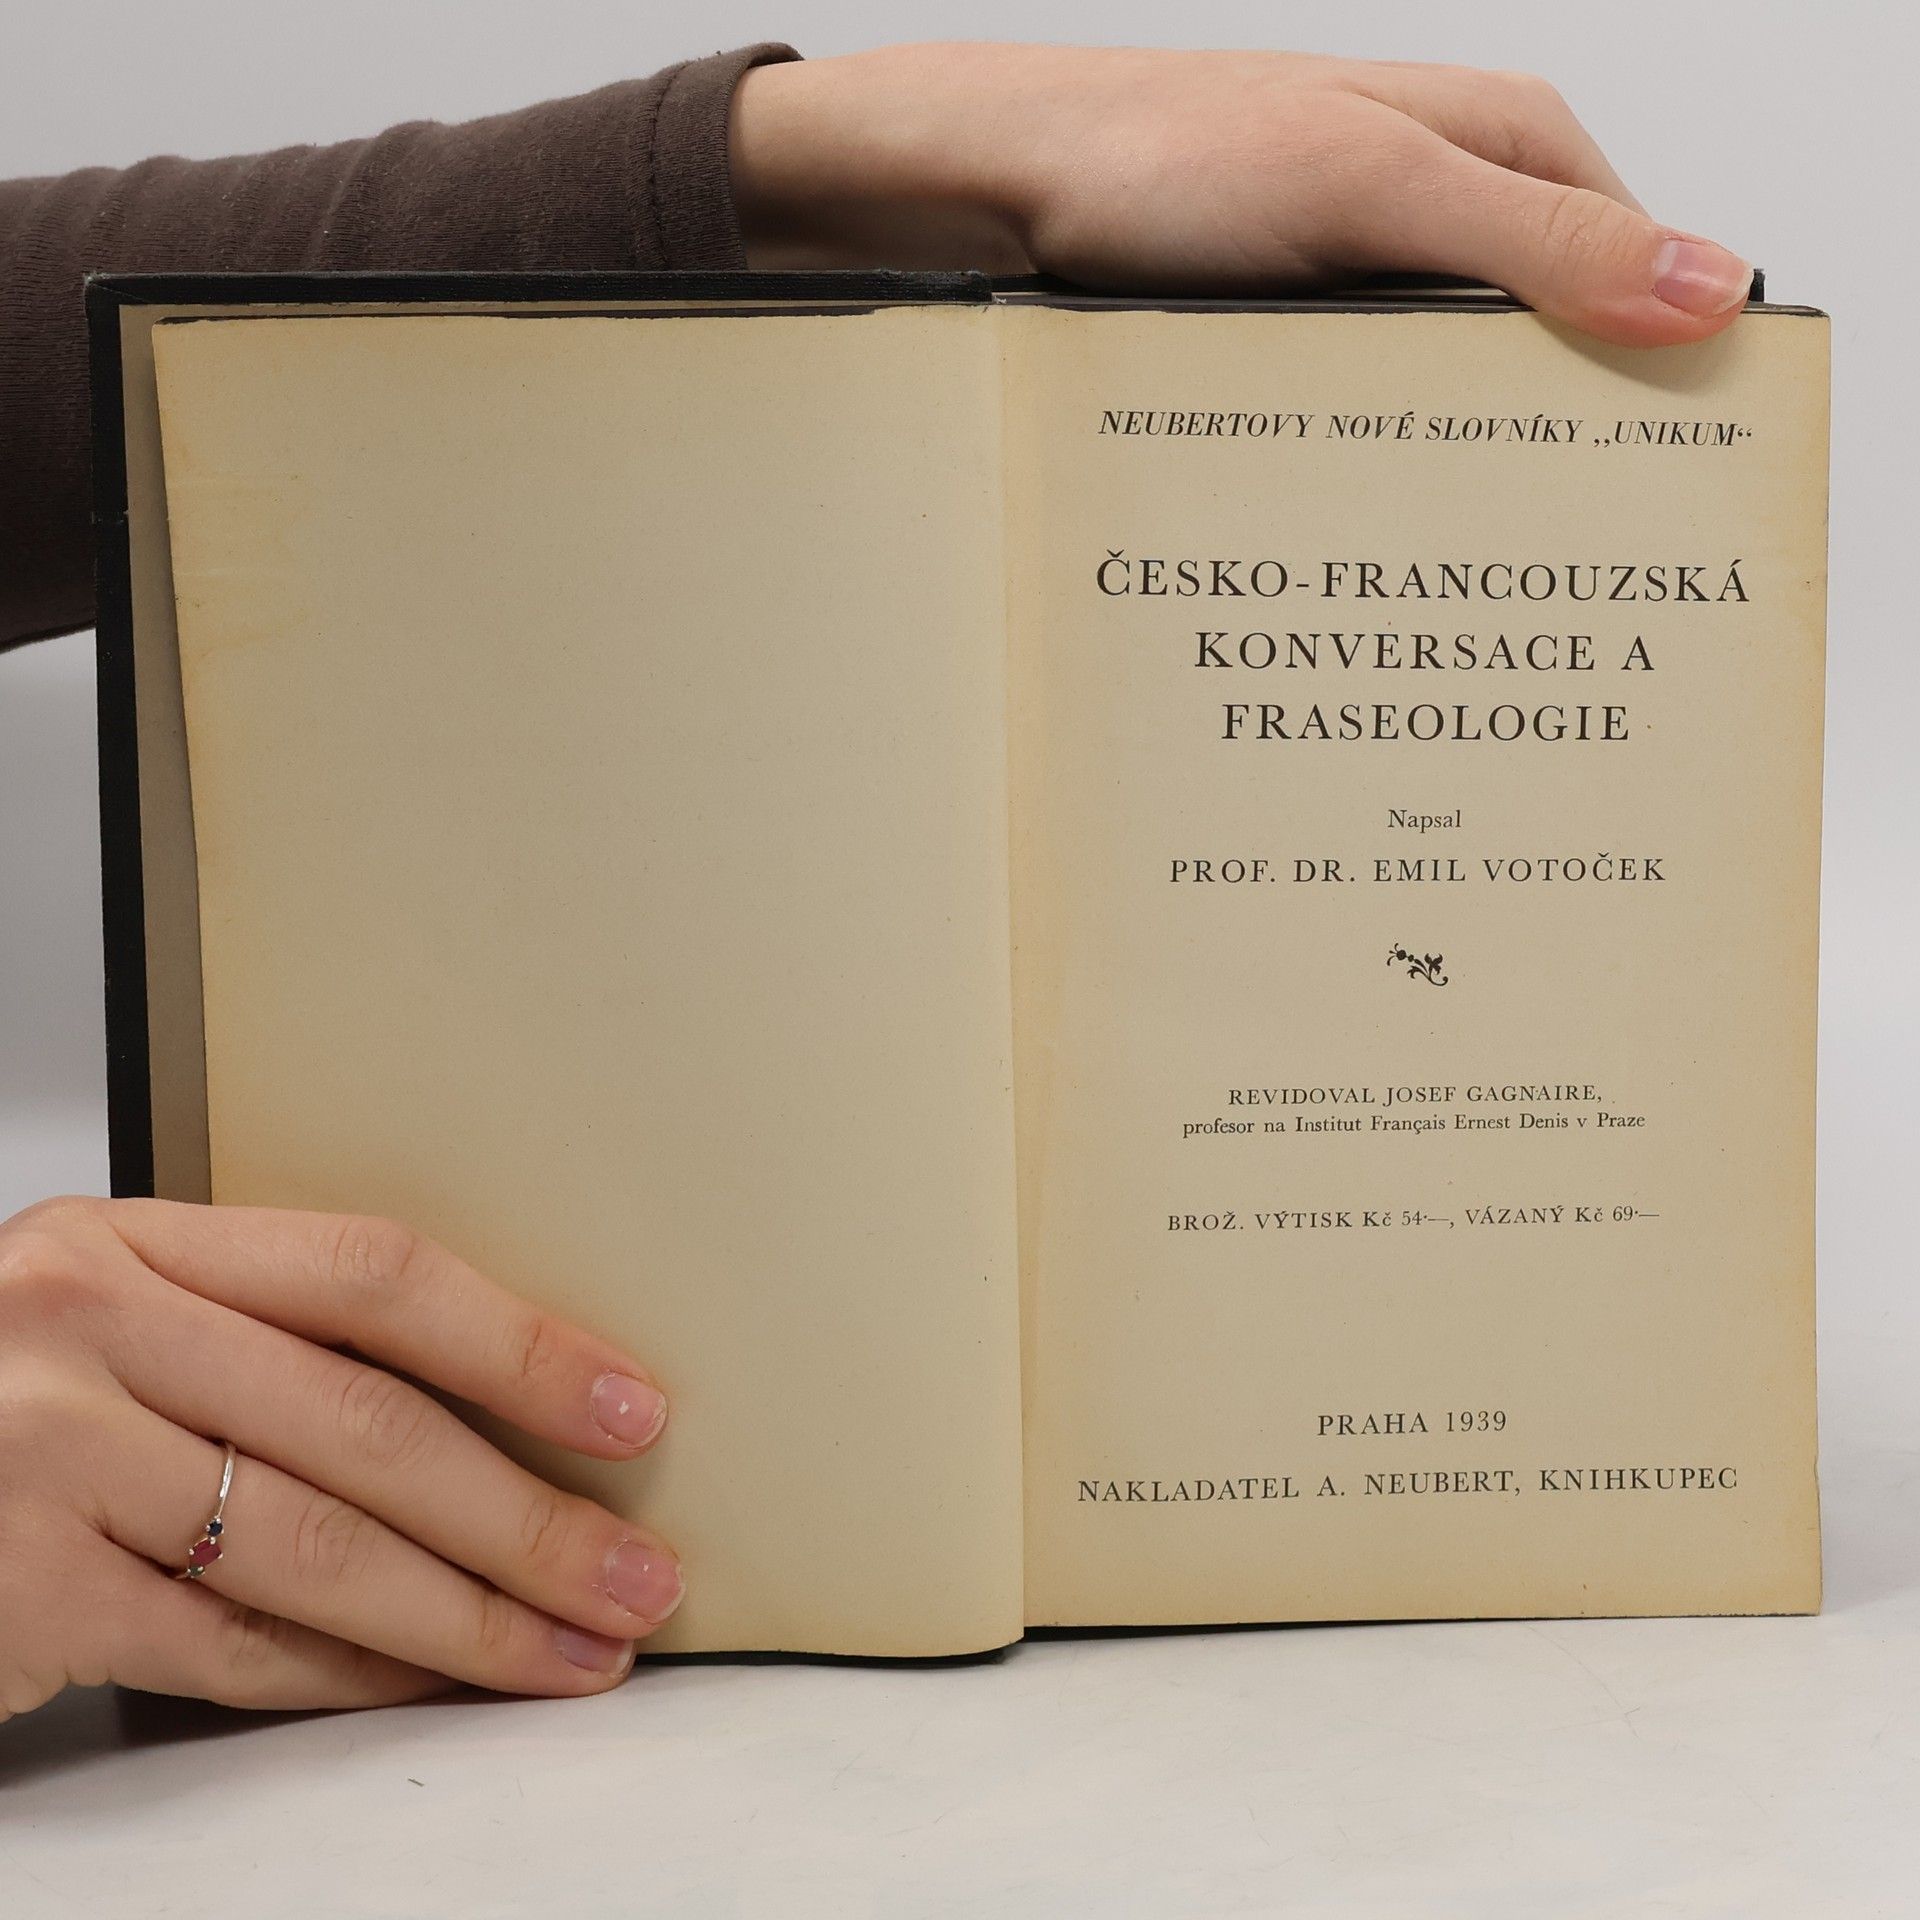 NEUBERTOVY NOVÉ SLOVNÍKY „UNIKUM“
ČESKO-FRANCOUZSKÁ
KONVERSACE A
FRASEOLOGIE
Napsal
PROF. DR. EMIL VOTOČEK
REVIDOVAL JOSEF GAGNAIRE,
profesor na Institut Français Ernest Denis v Praze
BROŽ. VÝTISK Kč 54·—, VÁZANÝ Kč 69·—
PRAHA 1939
NAKLADATEL A. NEUBERT, KNIHKUPEC